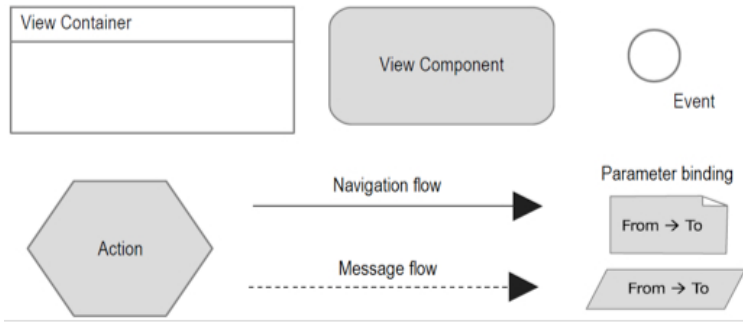 View Container
View Component
Event
Action
Navigation flow
Message flow
Parameter binding
From → To
From → To